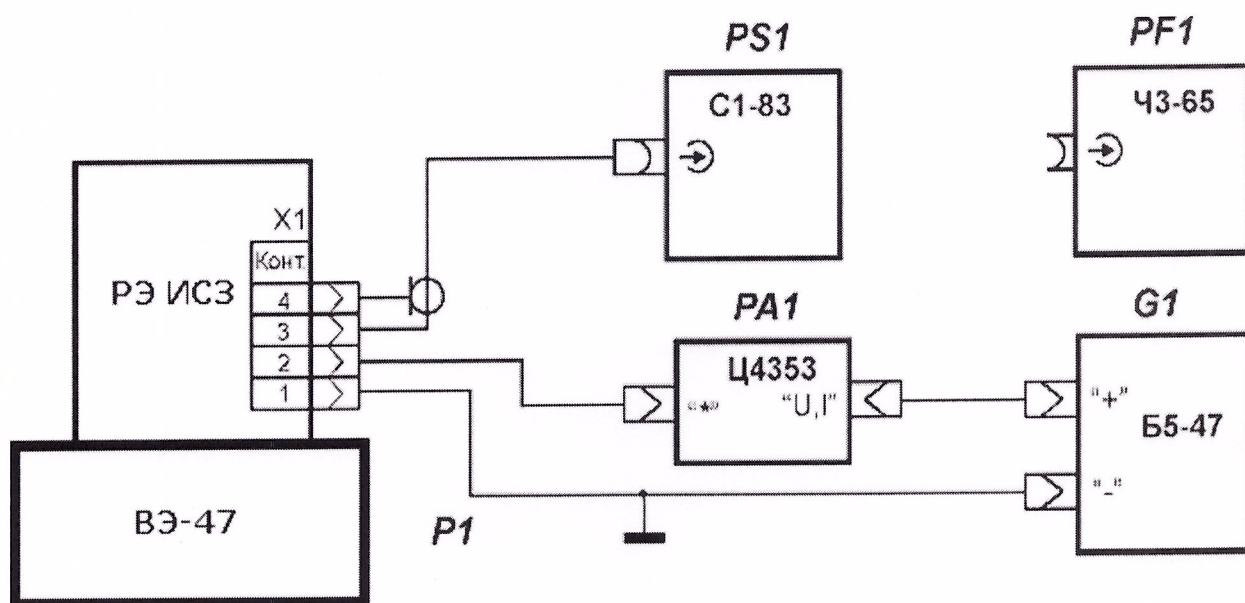 PS1
PF1
С1-83
Ч3-65
X1
Конт.
РЭ ИСЗ
4
3
2
1
PA1
G1
Ц4353
"★" "U,I"
"+"
Б5-47
"-"
ВЭ-47
P1